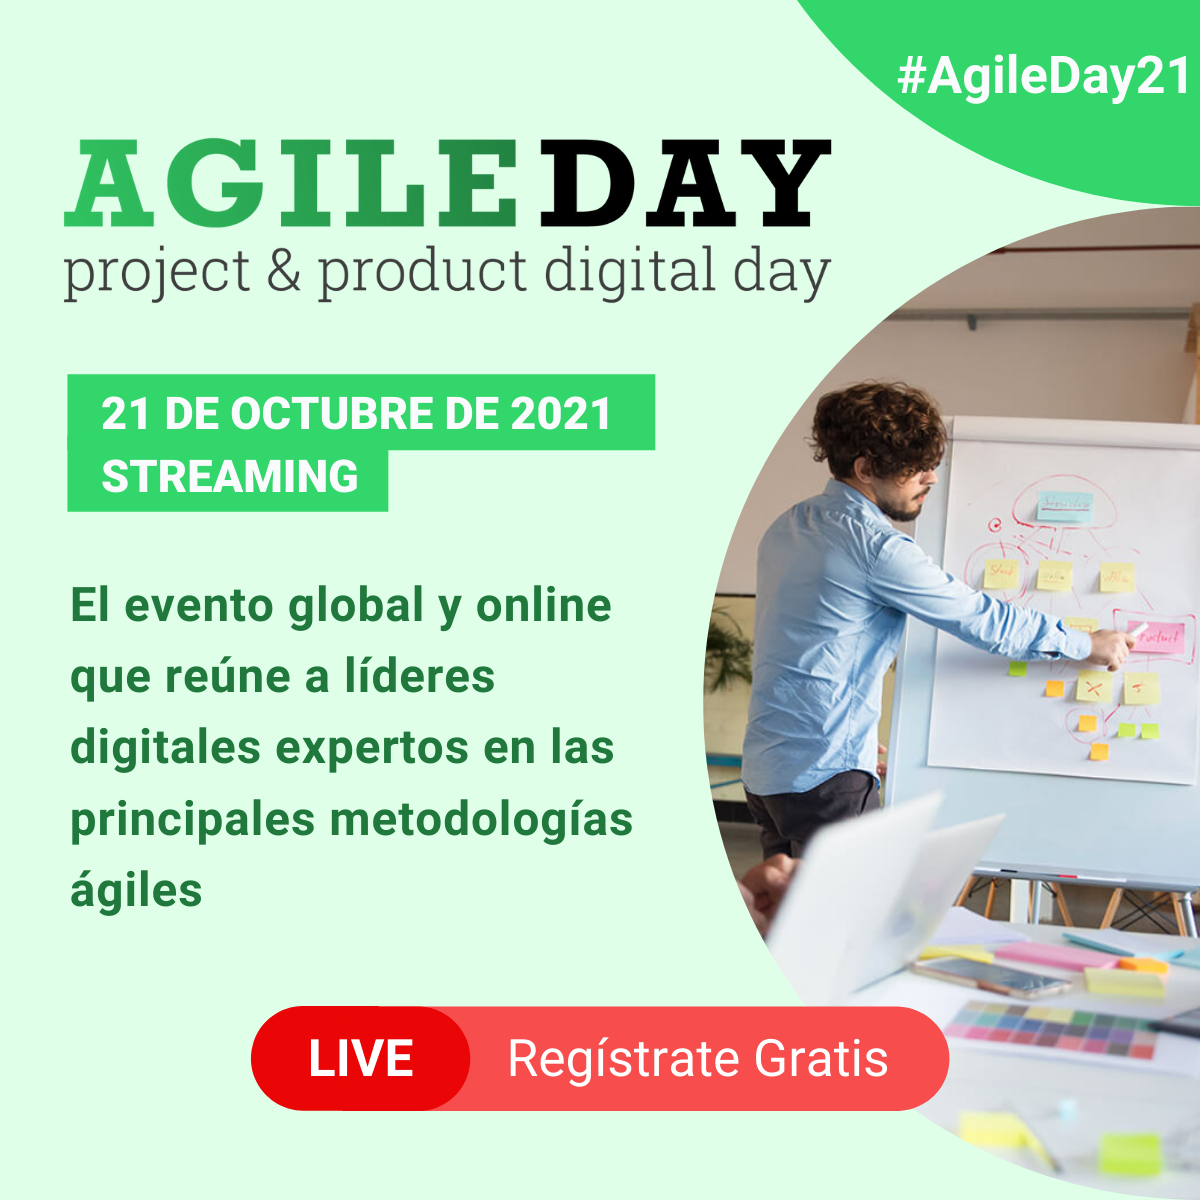 #AgileDay21
AGILEDAY
project & product digital day
21 DE OCTUBRE DE 2021
STREAMING
El evento global y online
que reúne a líderes
digitales expertos en las
principales metodologías
ágiles
LIVE Regístrate Gratis